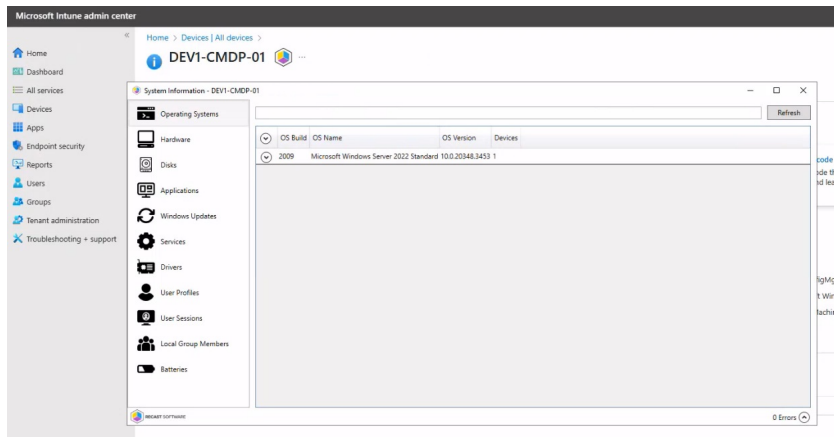 Microsoft Intune admin center
Home > Devices | All devices >
DEV1-CMDP-01
Home
Dashboard
All services
Devices
Apps
Endpoint security
Reports
Users
Groups
Tenant administration
Troubleshooting + support
System Information - DEV1-CMDP-01
Operating Systems
Hardware
Disks
Applications
Windows Updates
Services
Drivers
User Profiles
User Sessions
Local Group Members
Batteries
Refresh
OS Build OS Name OS Version Devices
2009 Microsoft Windows Server 2022 Standard 10.0.20348.3453 1
RECAST SOFTWARE
0 Errors